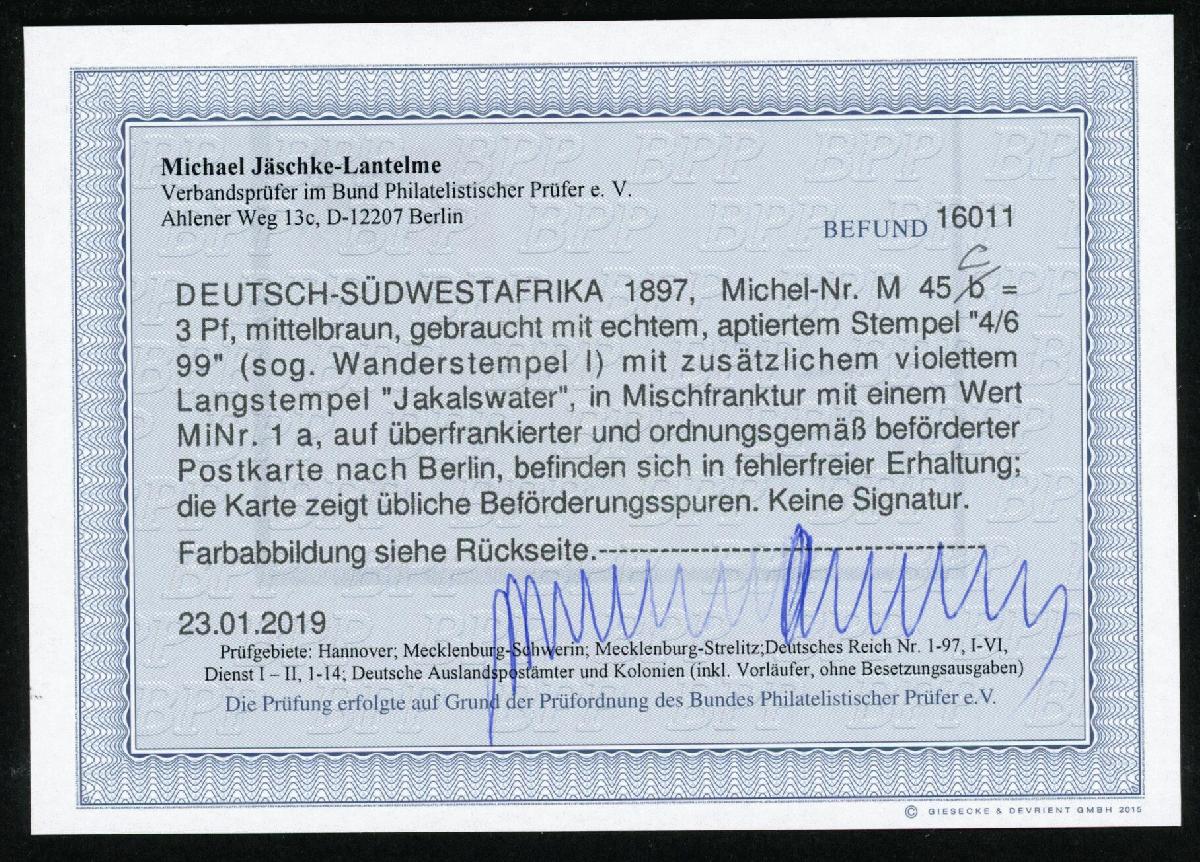 Michael Jäschke-Lantelme
Verbandsprüfer im Bund Philatelistischer Prüfer e. V.
Ahlener Weg 13c, D-12207 Berlin
BEFUND 16011
c
DEUTSCH-SÜDWESTAFRIKA 1897, Michel-Nr. M 45 b =
3 Pf, mittelbraun, gebraucht mit echtem, aptiertem Stempel "4/6
99" (sog. Wanderstempel I) mit zusätzlichem violettem
Langstempel "Jakalswater", in Mischfranktur mit einem Wert
MiNr. 1 a, auf überfrankierter und ordnungsgemäß beförderter
Postkarte nach Berlin, befinden sich in fehlerfreier Erhaltung;
die Karte zeigt übliche Beförderungsspuren. Keine Signatur.
Farbabbildung siehe Rückseite.------------------------------------------
23.01.2019
Prüfgebiete: Hannover; Mecklenburg-Schwerin; Mecklenburg-Strelitz;Deutsches Reich Nr. 1-97, I-VI,
Dienst I – II, 1-14; Deutsche Auslandspostämter und Kolonien (inkl. Vorläufer, ohne Besetzungsausgaben)
Die Prüfung erfolgte auf Grund der Prüfordnung des Bundes Philatelistischer Prüfer e.V.
© GIESECKE & DEVRIENT GMBH 2015